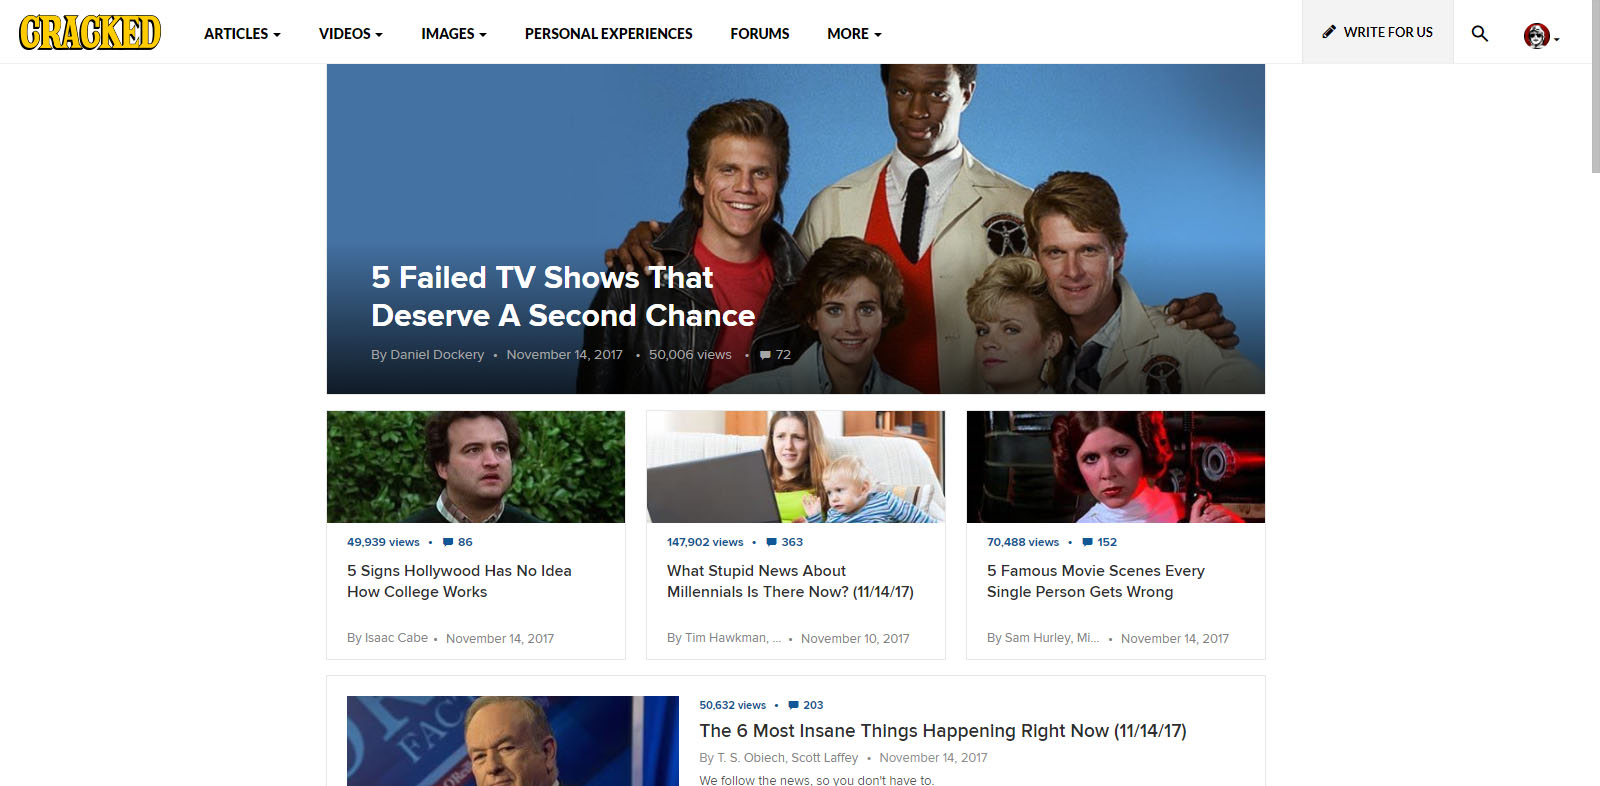 CRACKED
ARTICLES
VIDEOS
IMAGES
PERSONAL EXPERIENCES
FORUMS
MORE
WRITE FOR US
5 Failed TV Shows That
Deserve A Second Chance
By Daniel Dockery • November 14, 2017 • 50,006 views • 72
49,939 views • 86
5 Signs Hollywood Has No Idea
How College Works
By Isaac Cabe • November 14, 2017
147,902 views • 363
What Stupid News About
Millennials Is There Now? (11/14/17)
By Tim Hawkman, ... • November 10, 2017
70,488 views • 152
5 Famous Movie Scenes Every
Single Person Gets Wrong
By Sam Hurley, Mi... • November 14, 2017
FAC
50,632 views • 203
The 6 Most Insane Things Happening Right Now (11/14/17)
By T. S. Obiech, Scott Laffey • November 14, 2017
We follow the news, so you don't have to.